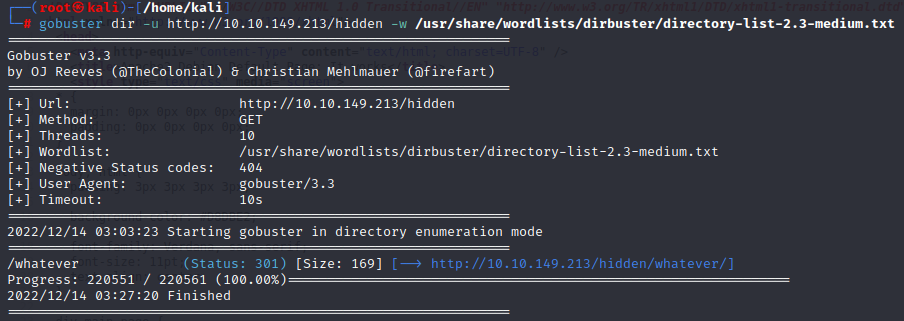 ┌──(root㉿kali)-[/home/kali]
└─# gobuster dir -u http://10.10.149.213/hidden -w /usr/share/wordlists/dirbuster/directory-list-2.3-medium.txt
===============================================================
Gobuster v3.3
by OJ Reeves (@TheColonial) & Christian Mehlmauer (@firefart)
===============================================================
[+] Url:                     http://10.10.149.213/hidden
[+] Method:                  GET
[+] Threads:                 10
[+] Wordlist:                /usr/share/wordlists/dirbuster/directory-list-2.3-medium.txt
[+] Negative Status codes:   404
[+] User Agent:              gobuster/3.3
[+] Timeout:                 10s
===============================================================
2022/12/14 03:03:23 Starting gobuster in directory enumeration mode
===============================================================
/whatever             (Status: 301) [Size: 169] [--> http://10.10.149.213/hidden/whatever/]
Progress: 220551 / 220561 (100.00%)===============================================================
2022/12/14 03:27:20 Finished
===============================================================